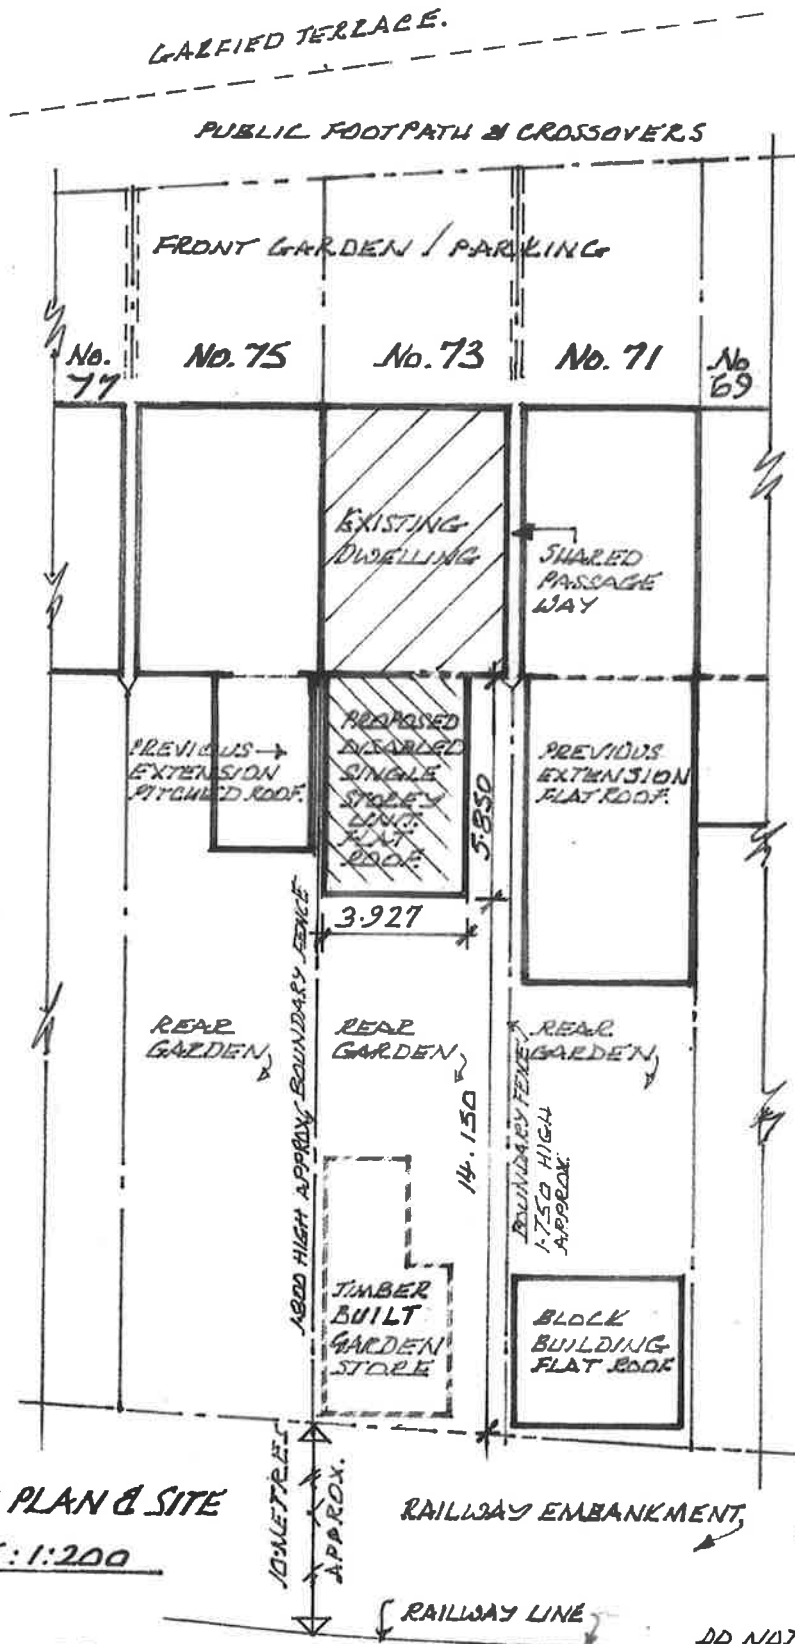 GARFIED TERRACE.
PUBLIC FOOTPATH & CROSSOVERS
FRONT GARDEN / PARKING
No.
77
No. 75
No. 73
No. 71
No
69
EXISTING
DWELLING
SHARED
PASSAGE
WAY
PREVIOUS
EXTENSION
PITCHED ROOF.
PROPOSED
DISABLED
SINGLE
STOREY
UNIT.
FLAT
ROOF.
5.850
PREVIOUS
EXTENSION
FLAT ROOF.
3.927
1.800 HIGH APPROX. BOUNDARY FENCE
REAR
GARDEN
REAR
GARDEN
REAR
GARDEN
14.150
BOUNDARY FENCE
1.750 HIGH
APPROX.
TIMBER
BUILT
GARDEN
STORE
BLOCK
BUILDING
FLAT ROOF
PLAN & SITE
: 1:200
10 METRES
APPROX.
RAILWAY EMBANKMENT
RAILWAY LINE
DO NOT